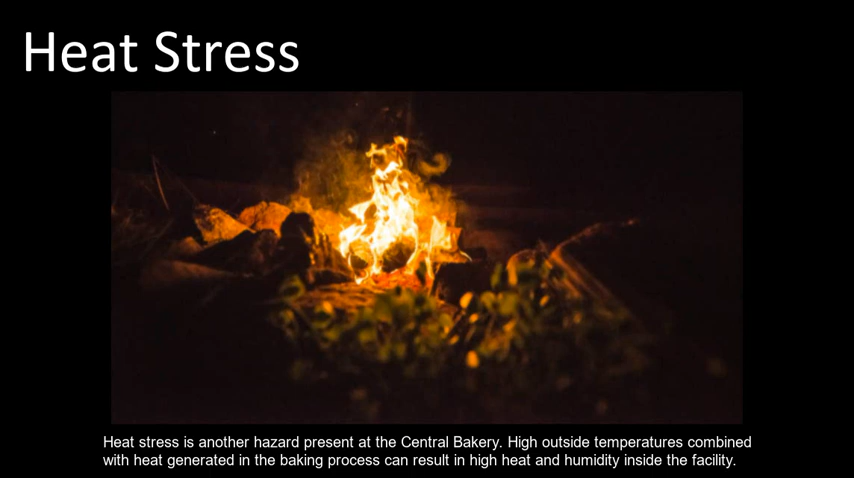 Heat Stress
Heat stress is another hazard present at the Central Bakery. High outside temperatures combined
with heat generated in the baking process can result in high heat and humidity inside the facility.